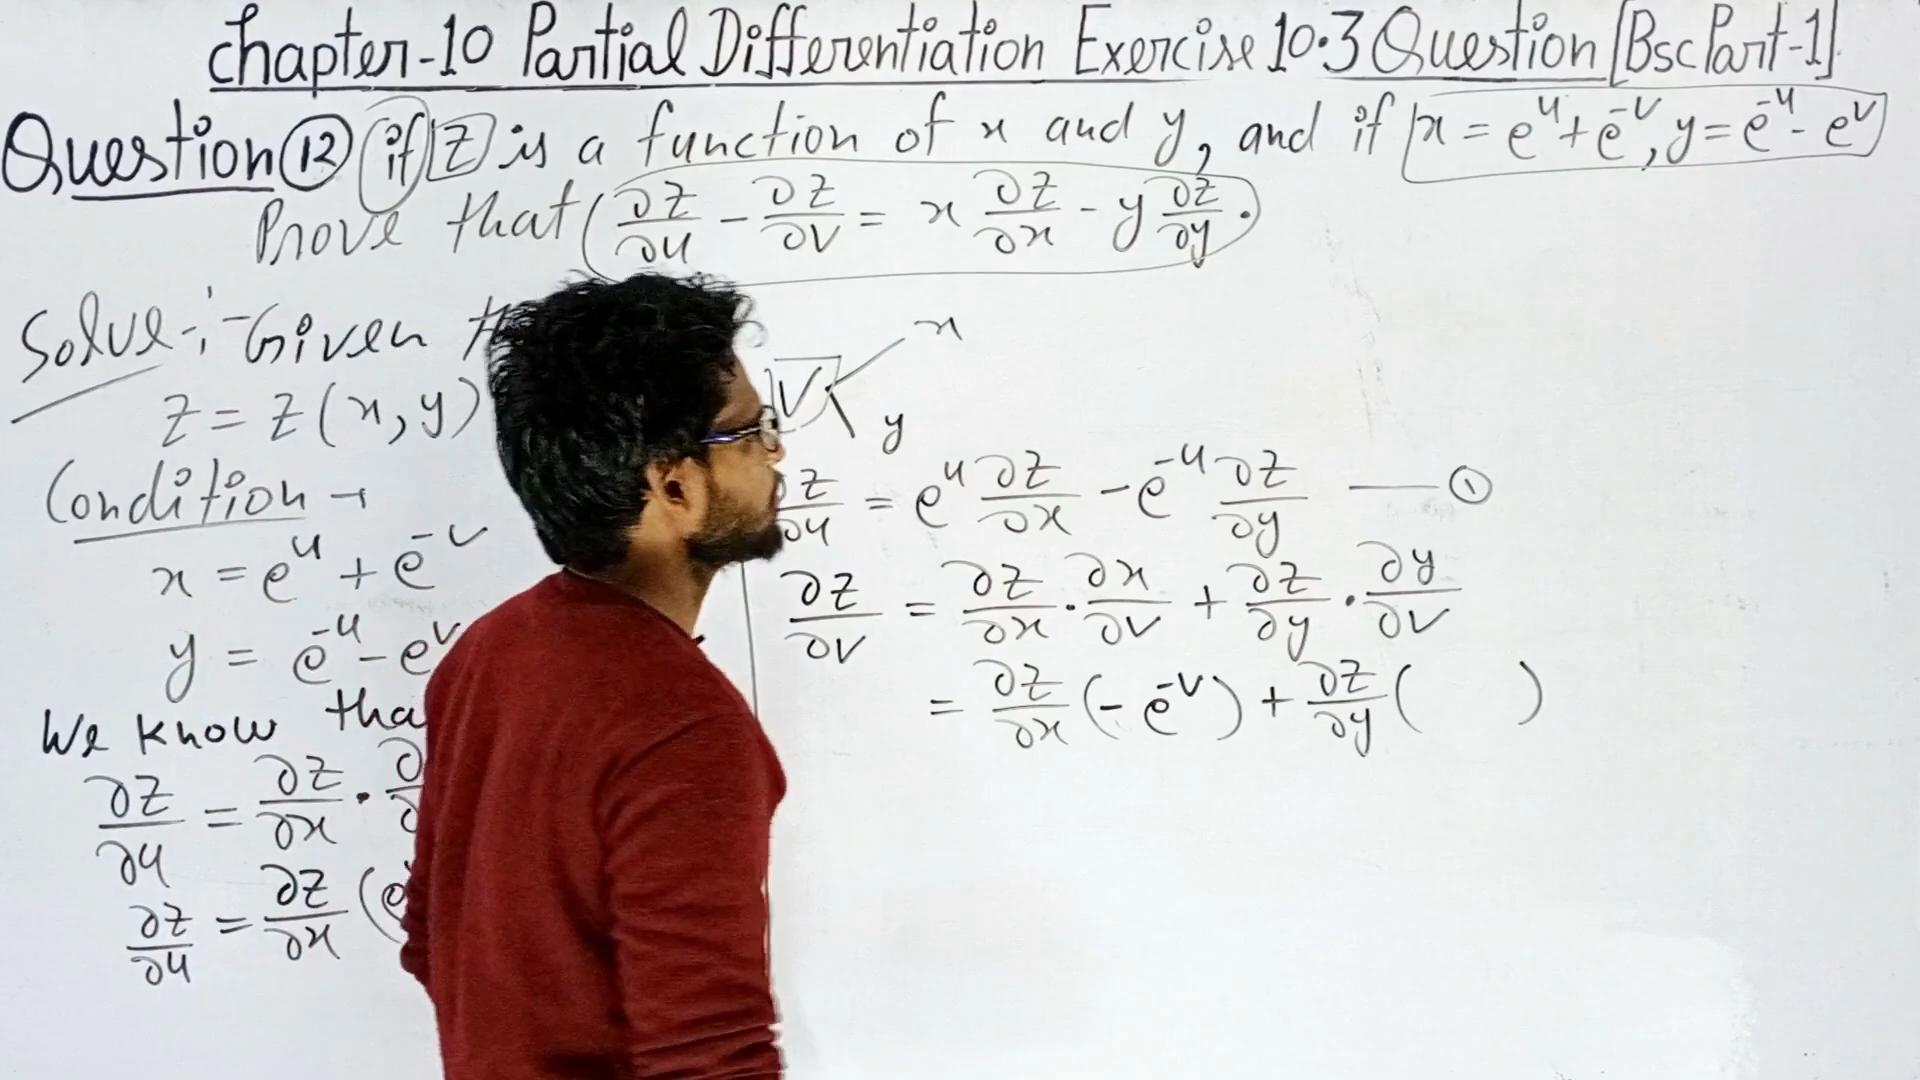 Chapter-10 Partial Differentiation Exercise 10.3 Question [Bsc Part-1]
Question (12) if z is a function of x and y, and if x = e^u + e^-v, y = e^-u - e^v
Prove that ∂z/∂u - ∂z/∂v = x ∂z/∂x - y ∂z/∂y.
Solve:- Given
z = z(x, y)
Condition →
x = e^u + e^-v
y = e^-u - e^v
We know
∂z/∂u = ∂z/∂x ·
∂z/∂u = ∂z/∂x (
V
x
y
∂z/∂u = e^u ∂z/∂x - e^-u ∂z/∂y —— ①
∂z/∂v = ∂z/∂x · ∂x/∂v + ∂z/∂y · ∂y/∂v
= ∂z/∂x (-e^-v) + ∂z/∂y ( )